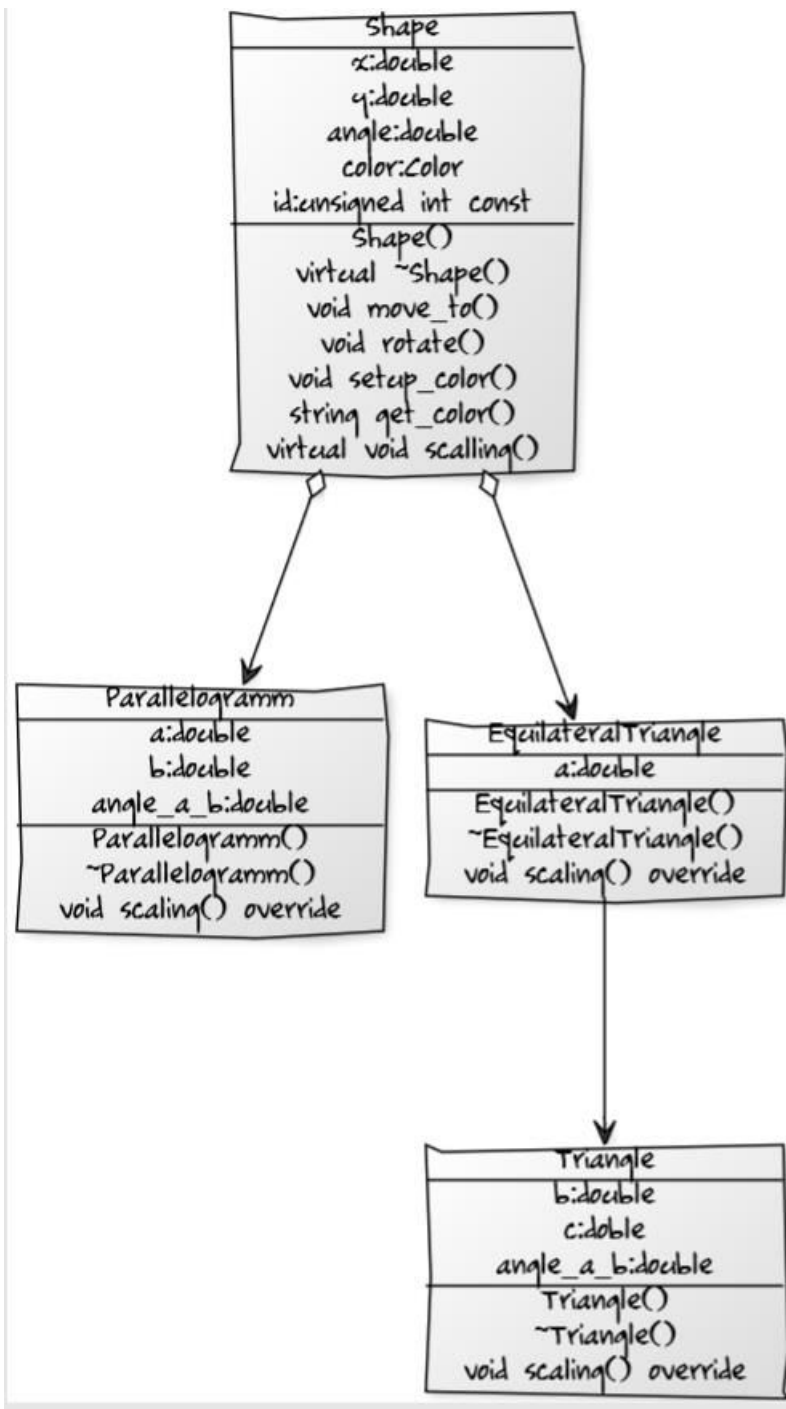 Shape
x:double
y:double
angle:double
color:Color
id:unsigned int const
Shape()
virtual ~Shape()
void move_to()
void rotate()
void setup_color()
string get_color()
virtual void scalling()
Parallelogramm
a:double
b:double
angle_a_b:double
Parallelogramm()
~Parallelogramm()
void scaling() override
EquilateralTriangle
a:double
EquilateralTriangle()
~EquilateralTriangle()
void scaling() override
Triangle
b:double
c:doble
angle_a_b:double
Triangle()
~Triangle()
void scaling() override